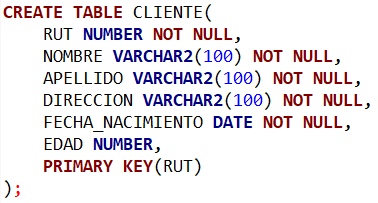 CREATE TABLE CLIENTE(
    RUT NUMBER NOT NULL,
    NOMBRE VARCHAR2(100) NOT NULL,
    APELLIDO VARCHAR2(100) NOT NULL,
    DIRECCION VARCHAR2(100) NOT NULL,
    FECHA_NACIMIENTO DATE NOT NULL,
    EDAD NUMBER,
    PRIMARY KEY(RUT)
);